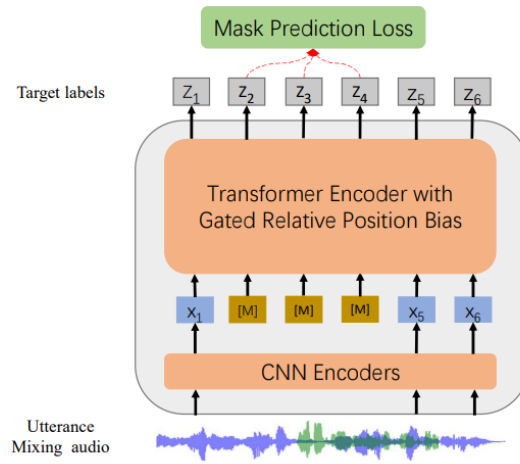 Mask Prediction Loss
Target labels
Z1 Z2 Z3 Z4 Z5 Z6
Transformer Encoder with
Gated Relative Position Bias
X1 [M] [M] [M] X5 X6
CNN Encoders
Utterance
Mixing audio